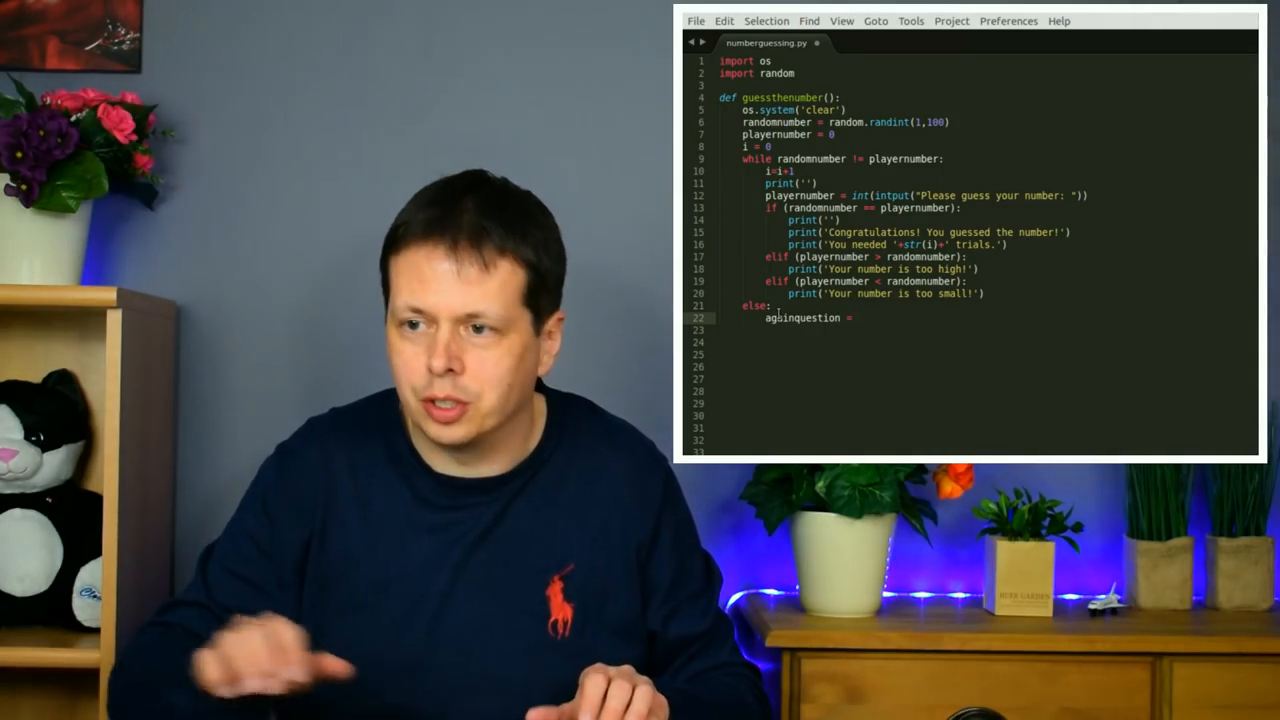 File Edit Selection Find View Goto Tools Project Preferences Help
numberguessing.py
1 import os
2 import random
3
4 def guessthenumber():
5 os.system('clear')
6 randomnumber = random.randint(1,100)
7 playernumber = 0
8 i = 0
9 while randomnumber != playernumber:
10 i=i+1
11 print('')
12 playernumber = int(intput("Please guess your number: "))
13 if (randomnumber == playernumber):
14 print('')
15 print('Congratulations! You guessed the number!')
16 print('You needed '+str(i)+' trials.')
17 elif (playernumber > randomnumber):
18 print('Your number is too high!')
19 elif (playernumber < randomnumber):
20 print('Your number is too small!')
21 else:
22 againquestion =
23
24
25
26
27
28
29
30
31
32
33
HERB GARDEN